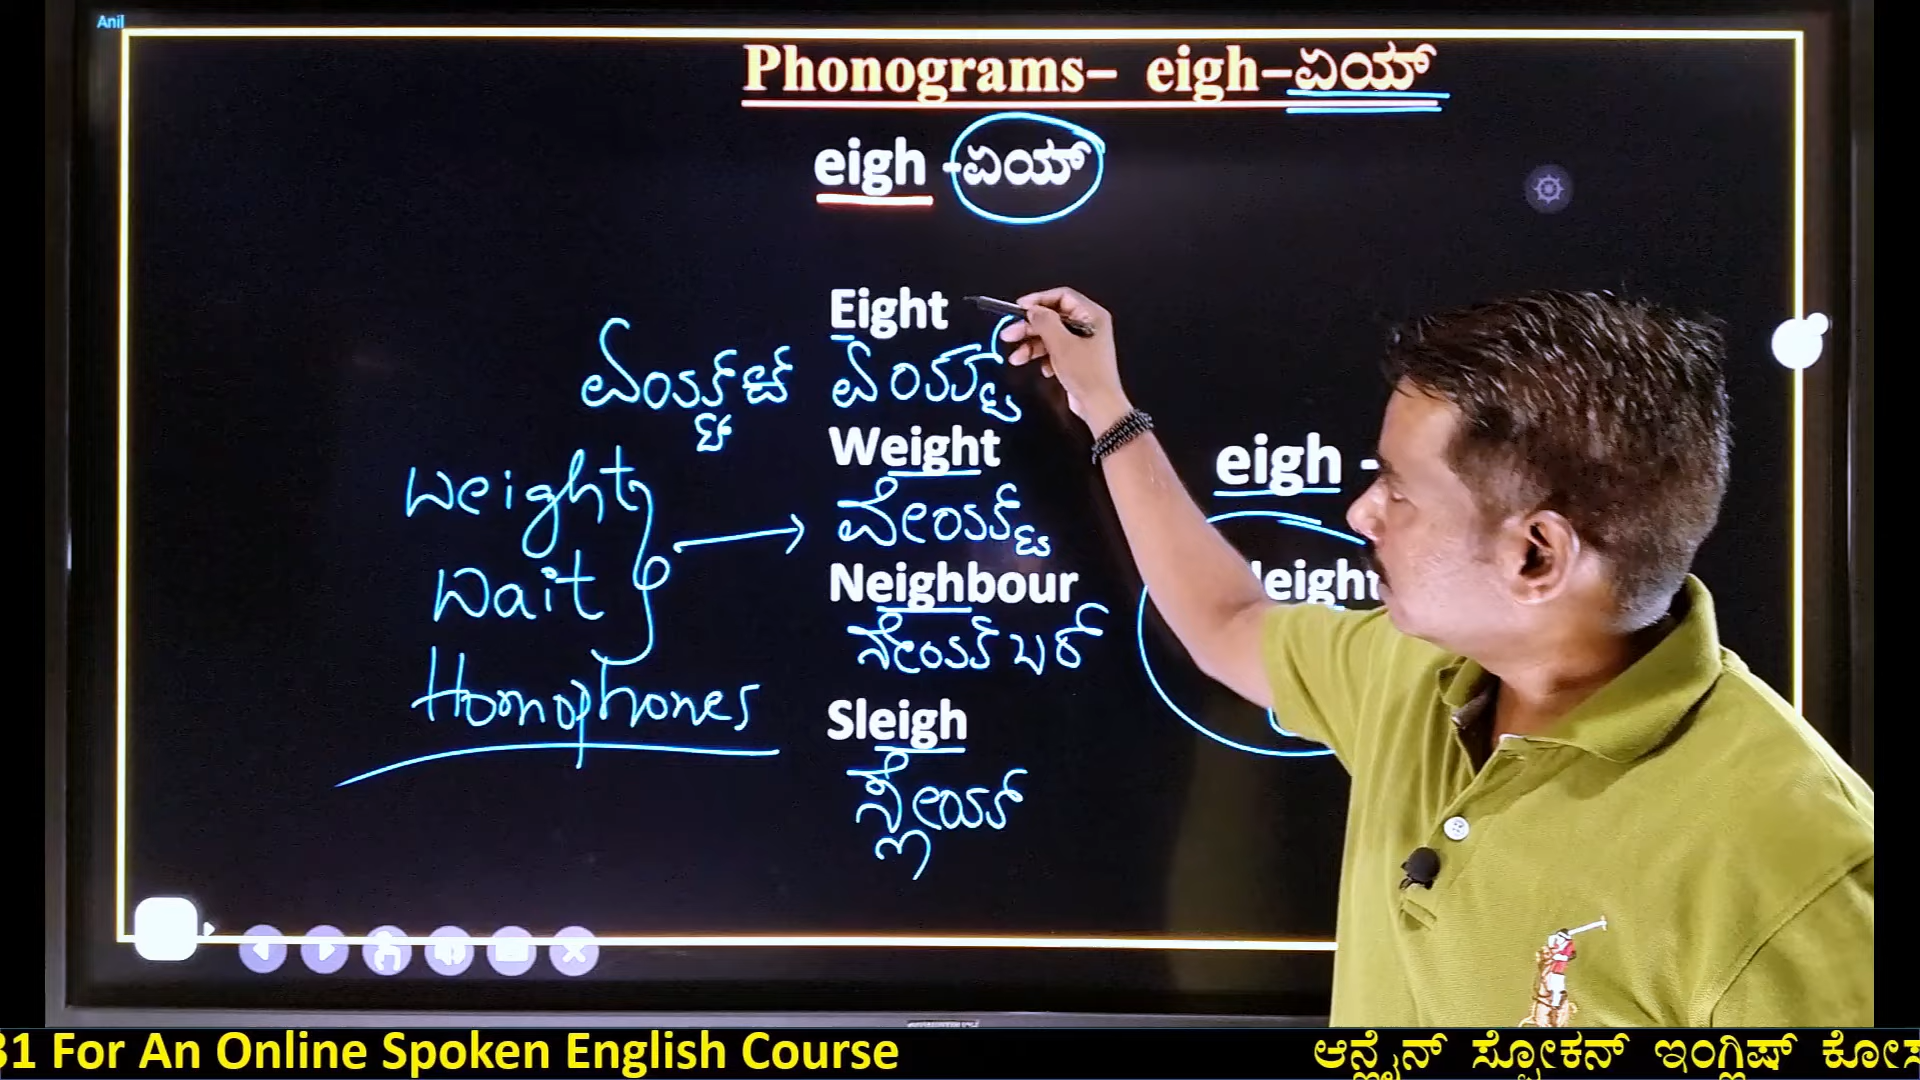 Anil
Phonograms– eigh–ಏಯ್
eigh -ಏಯ್
Eight
ಏಯ್ಟ್
Weight
ವೇಯ್ಟ್
Neighbour
ನೇಯ್ಬರ್
Sleigh
ಸ್ಲೇಯ್
Weight
Wait
Homophones
eigh -
leight
31 For An Online Spoken English Course
ಆನ್ಲೈನ್ ಸ್ಪೋಕನ್ ಇಂಗ್ಲಿಷ್ ಕೋರ್ಸ